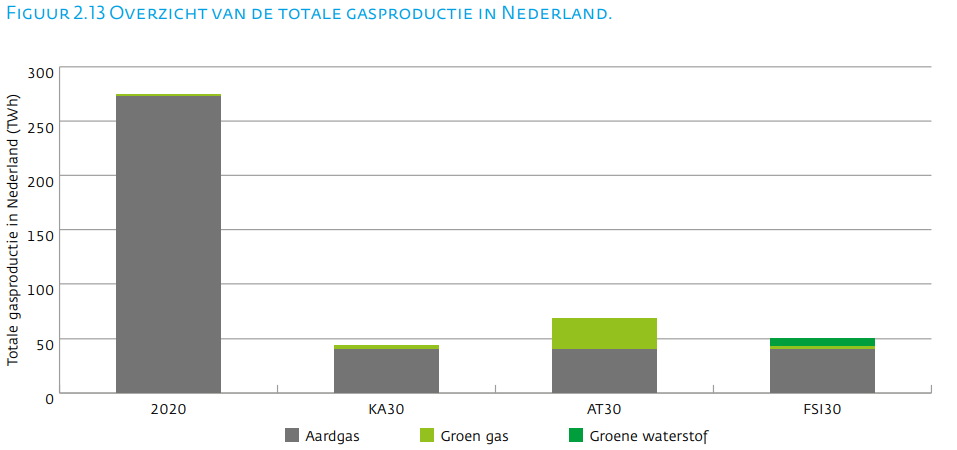 FIGUUR 2.13 OVERZICHT VAN DE TOTALE GASPRODUCTIE IN NEDERLAND.
Totale gasproductie in Nederland (TWh)
300
250
200
150
100
50
0
2020 KA30 AT30 FSI30
Aardgas Groen gas Groene waterstof